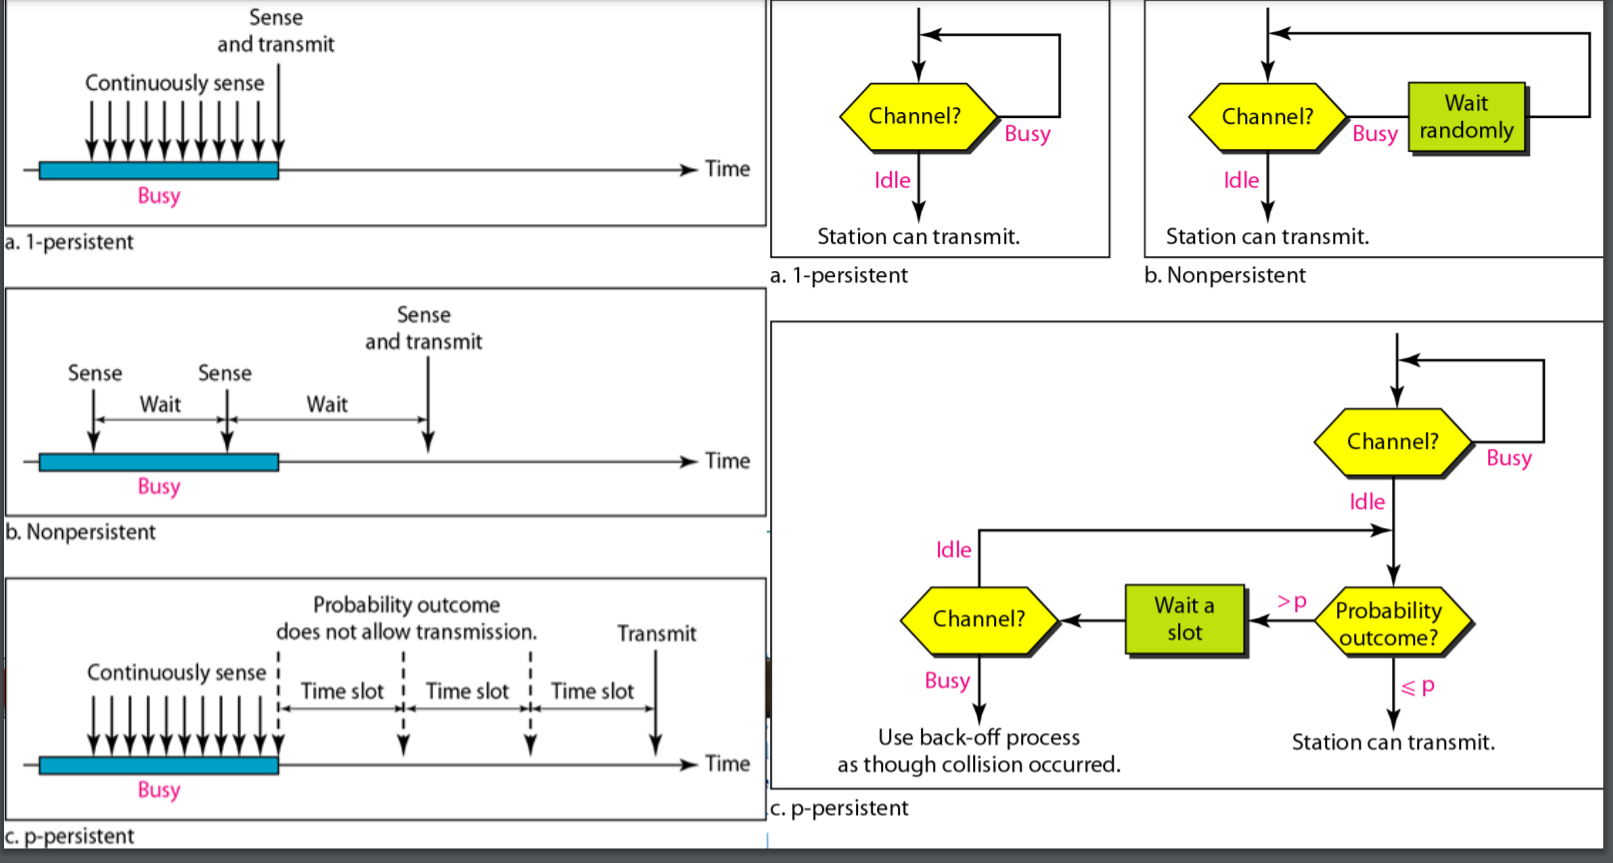 Sense
and transmit
Continuously sense
Time
Busy
a. 1-persistent
Sense
and transmit
Sense
Sense
Wait
Wait
Time
Busy
b. Nonpersistent
Probability outcome
does not allow transmission.
Transmit
Continuously sense
Time slot
Time slot
Time slot
Time
Busy
c. p-persistent
Channel?
Busy
Idle
Station can transmit.
a. 1-persistent
Channel?
Busy
Wait
randomly
Idle
Station can transmit.
b. Nonpersistent
Channel?
Busy
Idle
Idle
Channel?
Wait a
slot
>p
Probability
outcome?
Busy
≤ p
Use back-off process
as though collision occurred.
Station can transmit.
c. p-persistent